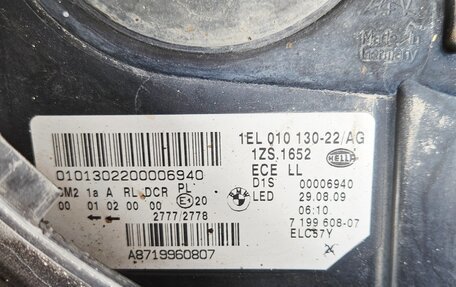 Made in
Germany
1EL 010 130-22/AG
1ZS.1652
HELLA
0101302200006940
ECE LL
CM2 1a A RL DCR PL
D1S 00006940
00 01 02 00 00 E1 20
LED 29.08.09
2777/2778
06:10
7 199 608-07
A8719960807
ELC57Y